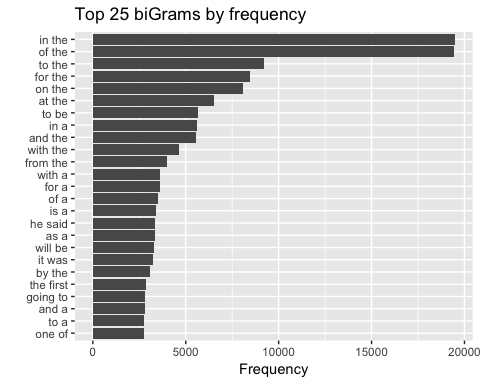 Top 25 biGrams by frequency
in the
of the
to the
for the
on the
at the
to be
in a
and the
with the
from the
with a
for a
of a
is a
he said
as a
will be
it was
by the
the first
going to
and a
to a
one of
0 5000 10000 15000 20000
Frequency